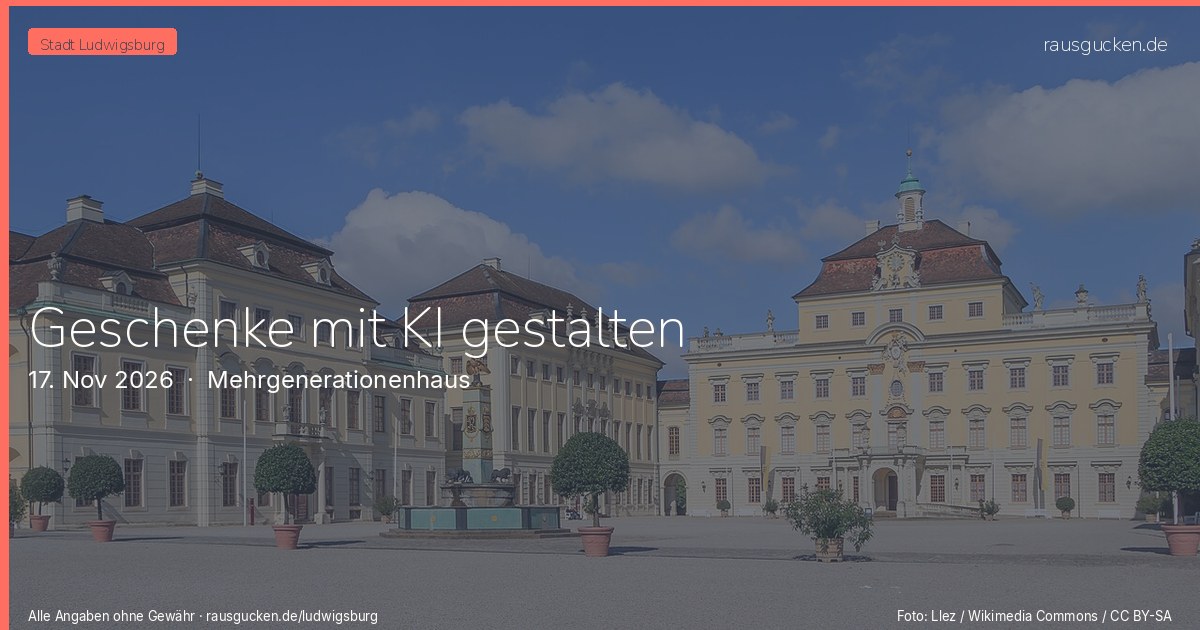 Stadt Ludwigsburg
rausgucken.de
Geschenke mit KI gestalten
17. Nov 2026 · Mehrgenerationenhaus
Alle Angaben ohne Gewähr · rausgucken.de/ludwigsburg
Foto: Llez / Wikimedia Commons / CC BY-SA